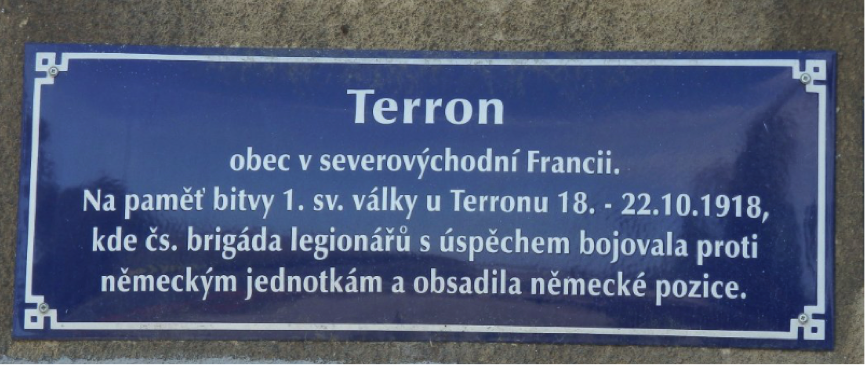 Terron
obec v severovýchodní Francii.
Na paměť bitvy 1. sv. války u Terronu 18. - 22.10.1918,
kde čs. brigáda legionářů s úspěchem bojovala proti
německým jednotkám a obsadila německé pozice.